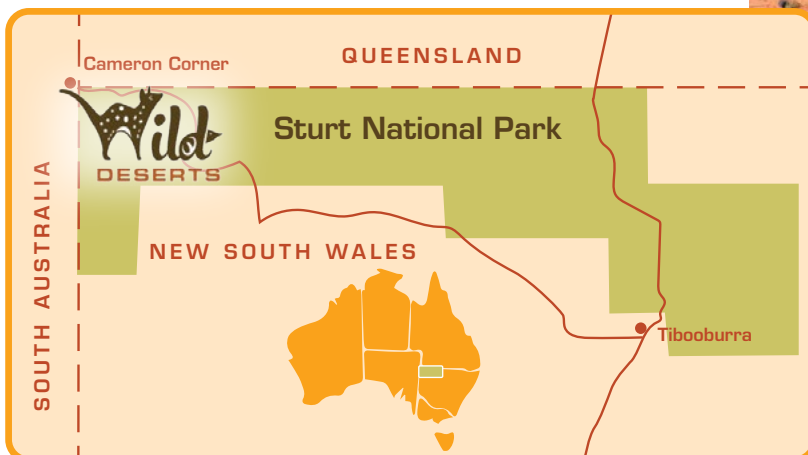 QUEENSLAND
Cameron Corner
Wild
DESERTS
Sturt National Park
SOUTH AUSTRALIA
NEW SOUTH WALES
Tibooburra